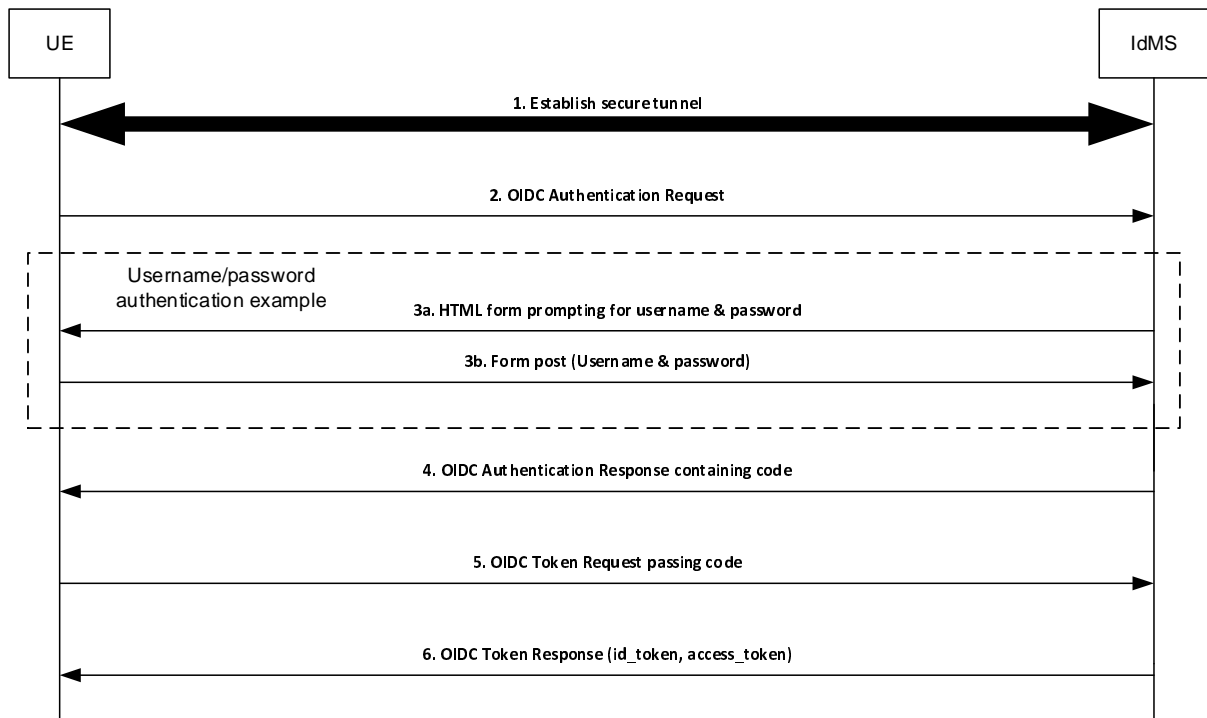 UE
IdMS
1. Establish secure tunnel
2. OIDC Authentication Request
Username/password
authentication example
3a. HTML form prompting for username & password
3b. Form post (Username & password)
4. OIDC Authentication Response containing code
5. OIDC Token Request passing code
6. OIDC Token Response (id_token, access_token)